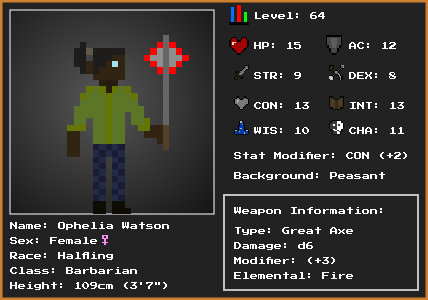 Level: 64
HP: 15 AC: 12
STR: 9 DEX: 8
CON: 13 INT: 13
WIS: 10 CHA: 11
Stat Modifier: CON (+2)
Background: Peasant
Name: Ophelia Watson
Sex: Female♀
Race: Halfling
Class: Barbarian
Height: 109cm (3'7")
Weapon Information:
Type: Great Axe
Damage: d6
Modifier: (+3)
Elemental: Fire